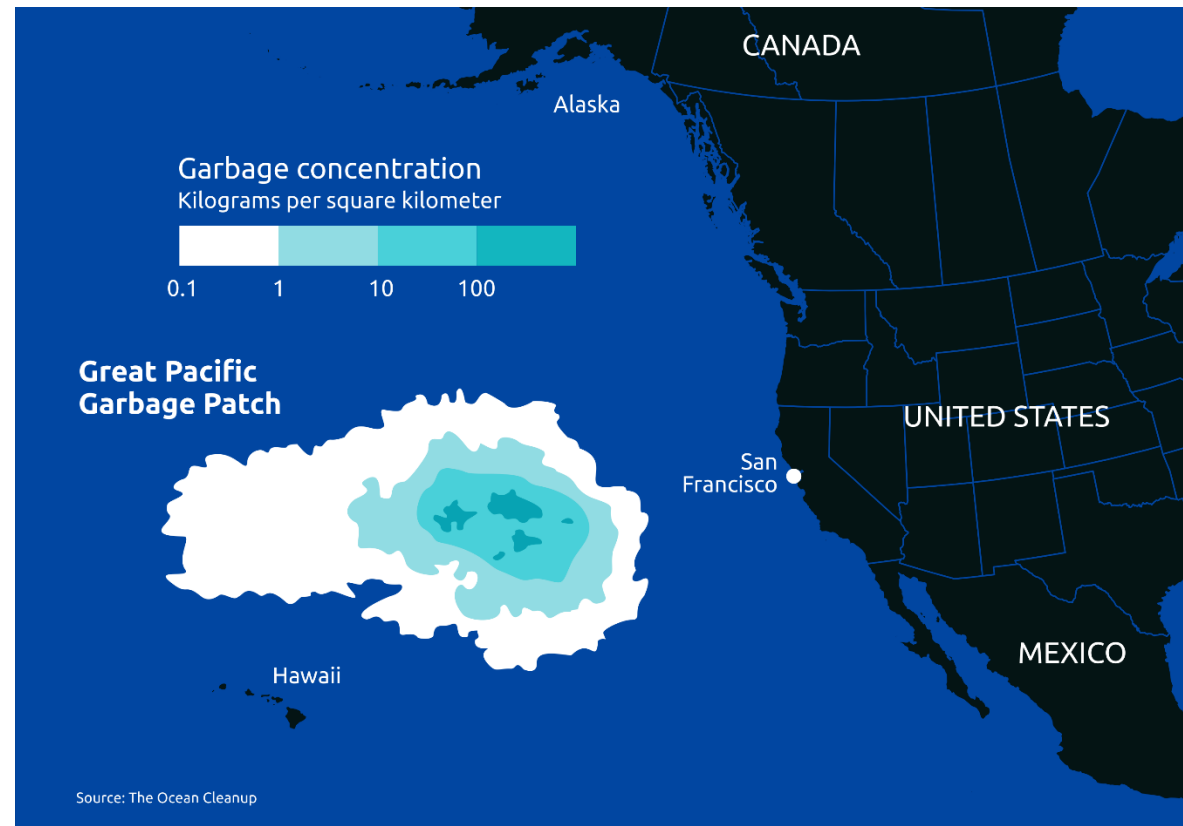 CANADA
Alaska
Garbage concentration
Kilograms per square kilometer
0.1 1 10 100
Great Pacific
Garbage Patch
UNITED STATES
San
Francisco
MEXICO
Hawaii
Source: The Ocean Cleanup